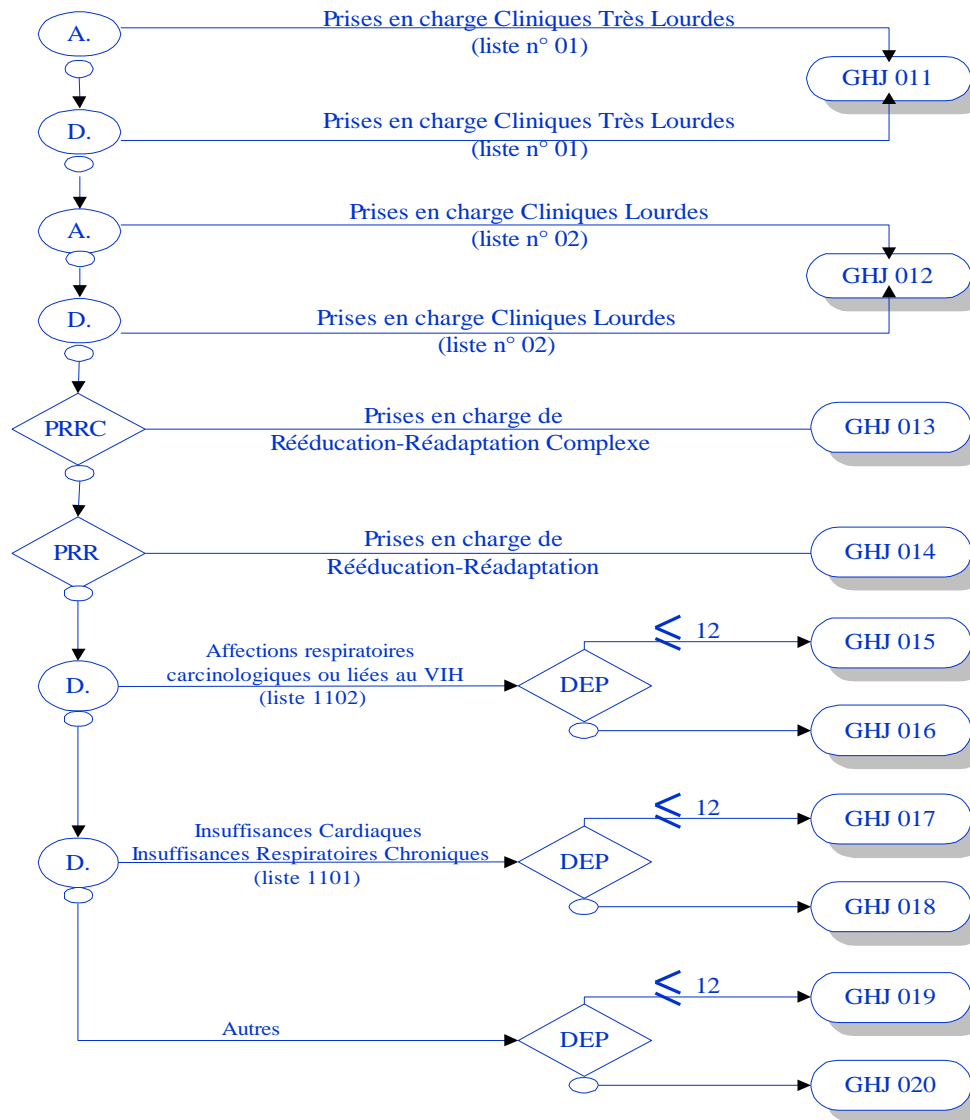 A.
Prises en charge Cliniques Très Lourdes
(liste n° 01)
GHJ 011
D.
Prises en charge Cliniques Très Lourdes
(liste n° 01)
A.
Prises en charge Cliniques Lourdes
(liste n° 02)
GHJ 012
D.
Prises en charge Cliniques Lourdes
(liste n° 02)
PRRC
Prises en charge de
Rééducation-Réadaptation Complexe
GHJ 013
PRR
Prises en charge de
Rééducation-Réadaptation
GHJ 014
D.
Affections respiratoires
carcinologiques ou liées au VIH
(liste 1102)
DEP
≤ 12
GHJ 015
GHJ 016
D.
Insuffisances Cardiaques
Insuffisances Respiratoires Chroniques
(liste 1101)
DEP
≤ 12
GHJ 017
GHJ 018
Autres
DEP
≤ 12
GHJ 019
GHJ 020